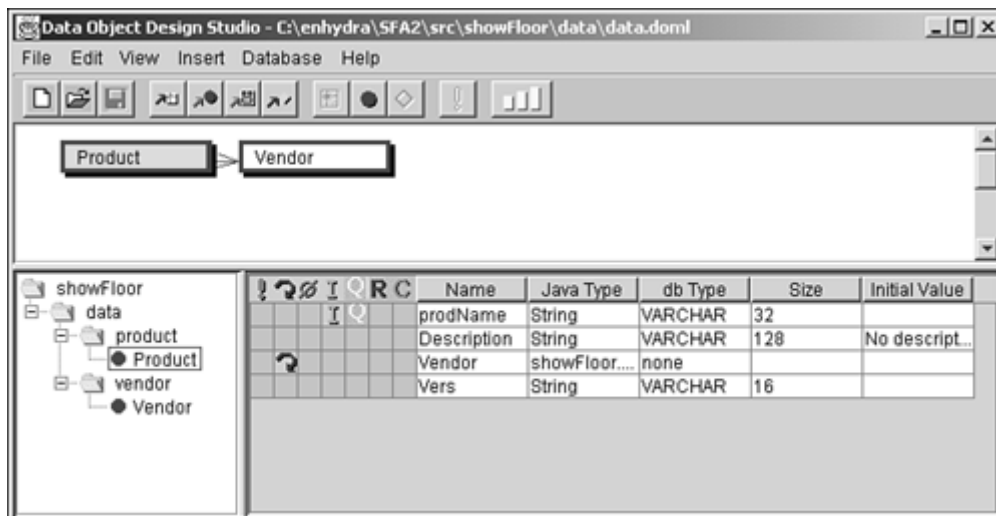 Data Object Design Studio - C:\enhydra\SFA2\src\showFloor\data\data.doml
File Edit View Insert Database Help
Product Vendor
showFloor
data
product
Product
vendor
Vendor
! Ø I Q R C Name Java Type db Type Size Initial Value
I Q prodName String VARCHAR 32
Description String VARCHAR 128 No descript...
Vendor showFloor.... none
Vers String VARCHAR 16